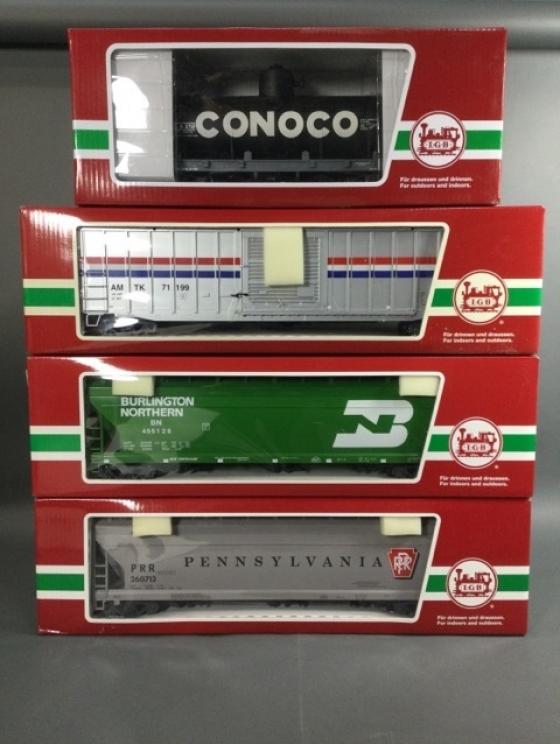 CONOCO
LGB
Für draussen und drinnen.
For outdoors and indoors.
AMTK 71199
LGB
Für drinnen und draussen.
For indoors and outdoors.
BURLINGTON
NORTHERN
BN
LGB
Für drinnen und draussen.
For indoors and outdoors.
PRR
260713
PENNSYLVANIA
PRR
LGB
Für drinnen und draussen.
For indoors and outdoors.